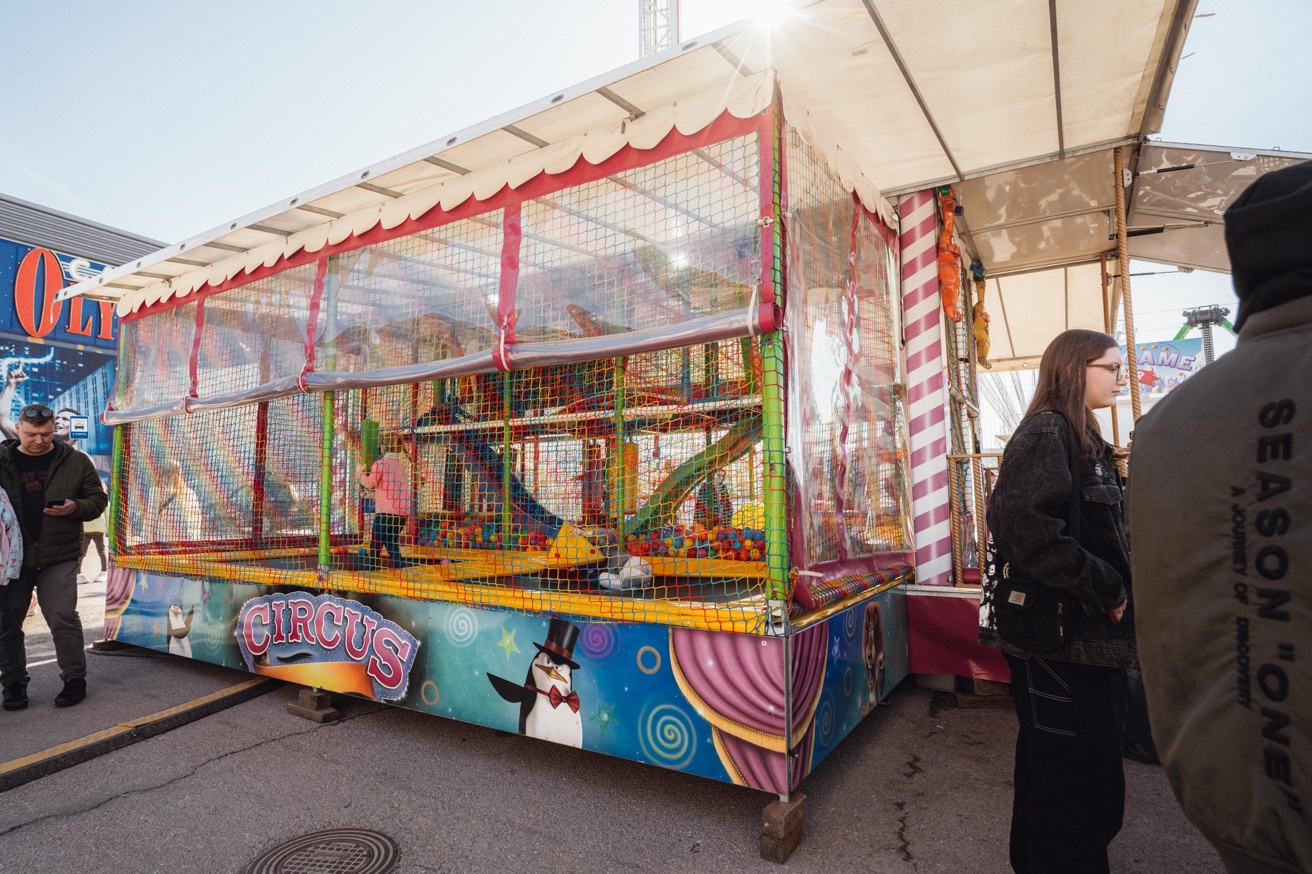 OLY
CIRCUS
GAME
SEASON "ONE"
A JOURNEY OF DISCOVERY